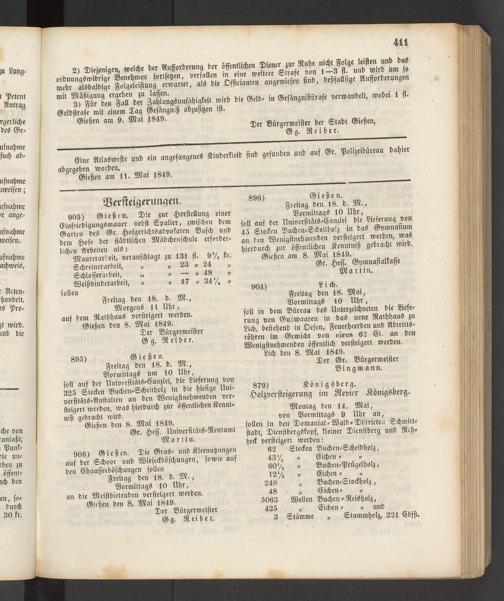 411
2) Diejenigen, welche der Aufforderung der öffentlichen Diener zur Ruhe nicht Folge leisten und das
ordnungswidrige Benehmen fortsetzen, verfallen in eine weitere Strafe von 1—3 fl. und wird um so
mehr alsbaldige Folgeleistung erwartet, als die Officianten angewiesen sind, deßfallsige Aufforderungen
mit Mäßigung ergehen zu lassen.
3) Für den Fall der Zahlungsunfähigkeit wird die Geld- in Gefängnißstrafe verwandelt, wobei 1 fl.
Geldstrafe mit einem Tag Gefängniß abzusitzen ist.
Gießen am 9. Mai 1849.
Der Bürgermeister der Stadt Gießen,
Gg. Reiber.
Eine Atlasweste und ein angefangenes Kinderkleid sind gefunden und auf Gr. Polizeibüreau dahier
abgegeben worden.
Gießen am 11. Mai 1849.
Versteigerungen.
905) Gießen. Die zur Herstellung einer
Einfriedigungsmauer nebst Spalier, zwischen dem
Garten des Gr. Hofgerichtsadvokaten Busch und
dem Hofe der städtischen Mädchenschule erforder-
lichen Arbeiten als:
Maurerarbeit, veranschlagt zu 131 fl. 9¾ kr.
Schreinerarbeit, „ „ 23 „ 24 „
Schlosserarbeit, „ „ — „ 48 „
Weißbinderarbeit, „ „ 17 „ 34¼ „
sollen
Freitag den 18. d. M.,
Morgens 11 Uhr,
auf dem Rathhaus versteigert werden.
Gießen den 8. Mai 1849.
Der Bürgermeister
Gg. Reiber.
895) Gießen.
Freitag den 18. d. M.,
Vormittags um 10 Uhr,
soll auf der Universitäts-Canzlei, die Lieferung von
325 Stecken Buchen-Scheitholz in die hiesige Uni-
versitäts-Anstalten an den Wenigstnehmenden ver-
steigert werden, was hierdurch zur öffentlichen Kennt-
niß gebracht wird.
Gießen den 8. Mai 1849.
Gr. Hess. Universitäts-Rentamt
Martin.
906) Gießen. Die Gras- und Kleenutzungen
auf der Schoor und Wieseckböschungen, sowie auf
den Chausseeböschungen sollen
Freitag den 18. d. M.,
Vormittags 10 Uhr,
an die Meistbietenden versteigert werden.
Gießen den 8. Mai 1849.
Der Bürgermeister
Gg. Reiber.
896) Gießen.
Freitag den 18. d. M.,
Vormittags 10 Uhr,
soll auf der Universitäts-Canzlei die Lieferung von
45 Stecken Buchen-Scheitholz, in das Gymnasium
an den Wenigstnehmenden versteigert werden, was
hierdurch zur öffentlichen Kenntniß gebracht wird.
Gießen am 8. Mai 1849.
Gr. Hess. Gymnasialkasse
Martin.
904) Lich.
Freitag den 18. Mai,
Vormittags 10 Uhr,
soll in dem Büreau des Unterzeichneten die Liefe-
rung von Gußwaaren in das neue Rathhaus zu
Lich, bestehend in Oefen, Feuerheerden und Abtritts-
röhren im Gewicht von circa 62 Ct. an den
Wenigstnehmenden öffentlich versteigert werden.
Lich den 8. Mai 1849.
Der Gr. Bürgermeister
Bingmann.
879) Königsberg.
Holzversteigerung im Revier Königsberg.
Montag den 14. Mai,
von Vormittags 9 Uhr an,
sollen in den Domanial-Wald-Districte: Schmitt-
stadt, Dienstbergskopf, kleiner Dienstberg und Reh-
heck versteigert werden:
62 Stecken Buchen-Scheidholz,
43¼ „ Eichen- „
60½ „ Buchen-Prügelholz,
12¼ „ Eichen- „
248 „ Buchen-Stockholz,
48 „ Eichen- „
5063 Wellen Buchen-Reisholz,
425 „ Eichen- „ und
3 Stämme „ Stammholz, 221 Cbfß.